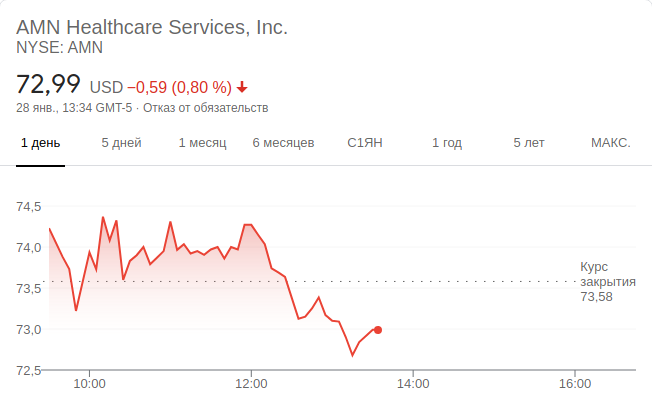 AMN Healthcare Services, Inc.
NYSE: AMN
72,99 USD −0,59 (0,80 %)
28 янв., 13:34 GMT-5 · Отказ от обязательств
1 день 5 дней 1 месяц 6 месяцев С1ЯН 1 год 5 лет МАКС.
74,5
74,0
73,5
73,0
72,5
Курс
закрытия
73,58
10:00 12:00 14:00 16:00